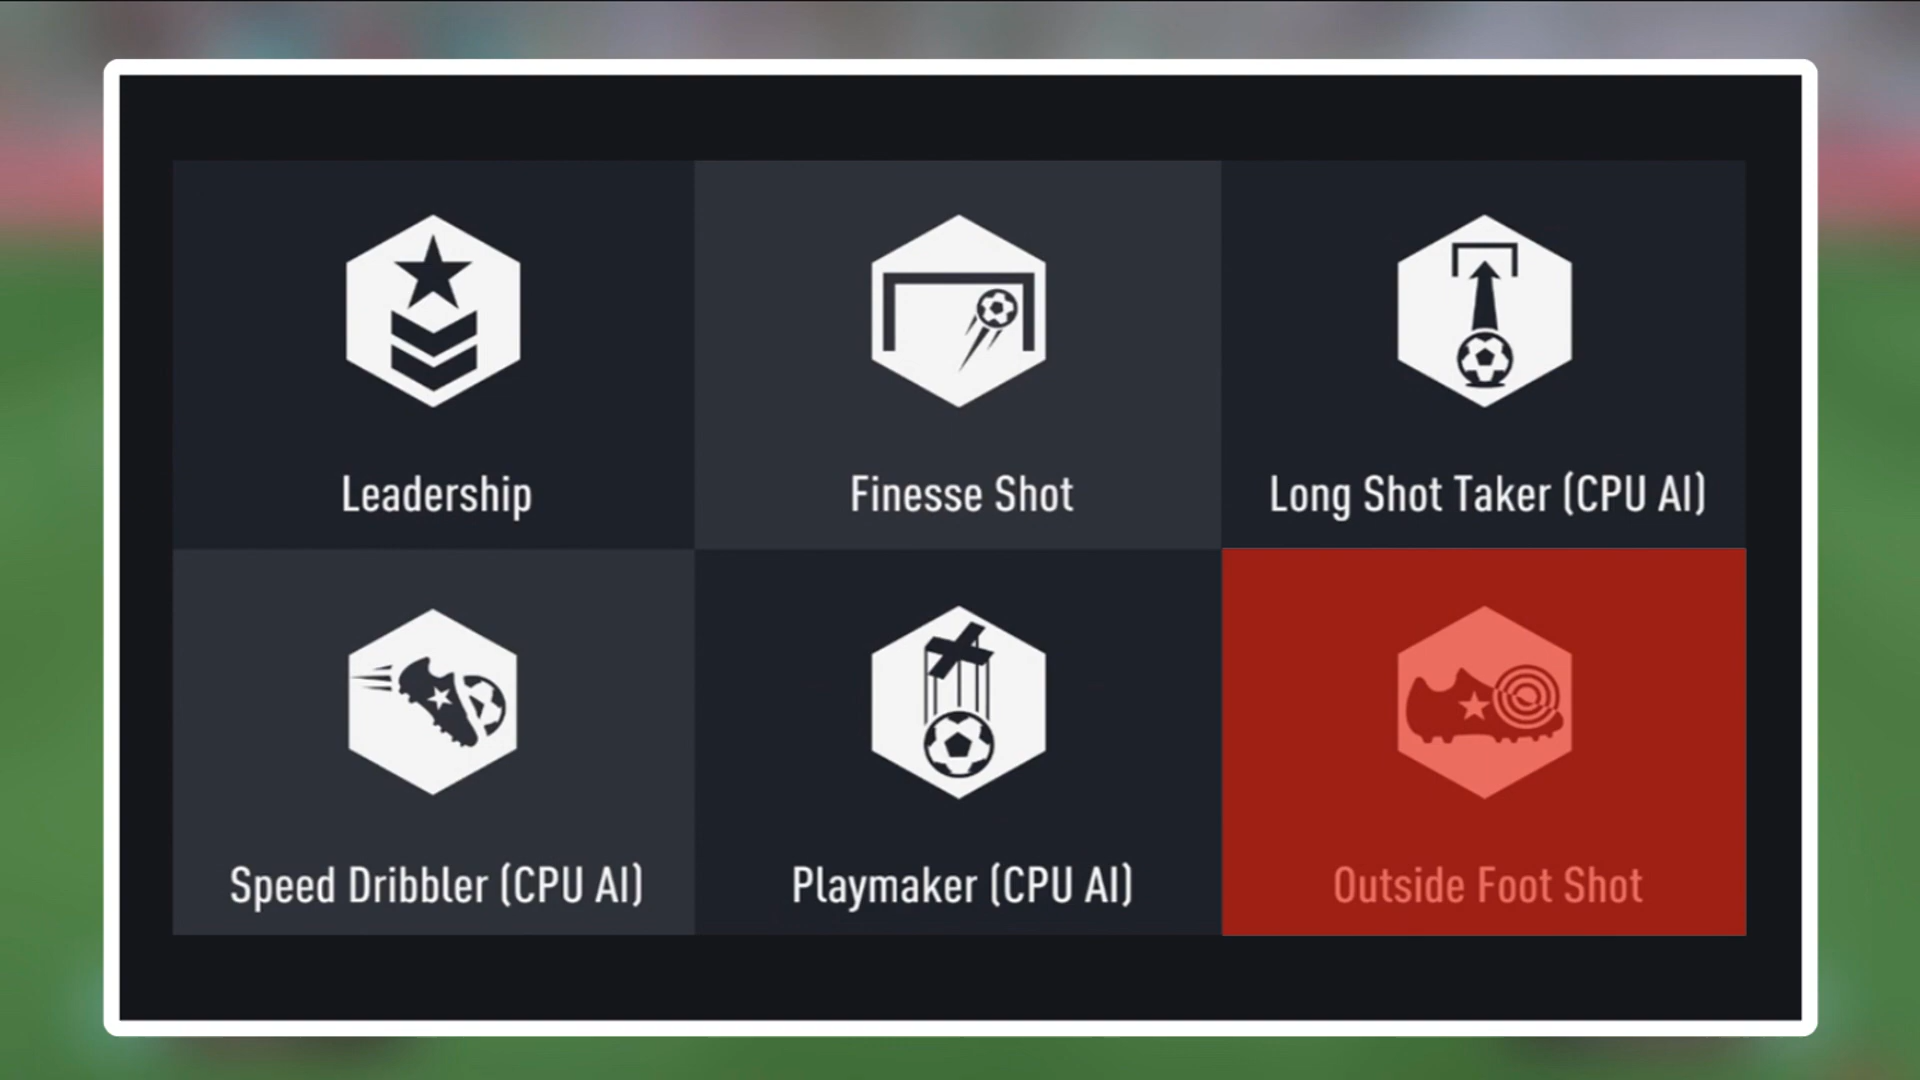 Leadership
Finesse Shot
Long Shot Taker (CPU AI)
Speed Dribbler (CPU AI)
Playmaker (CPU AI)
Outside Foot Shot